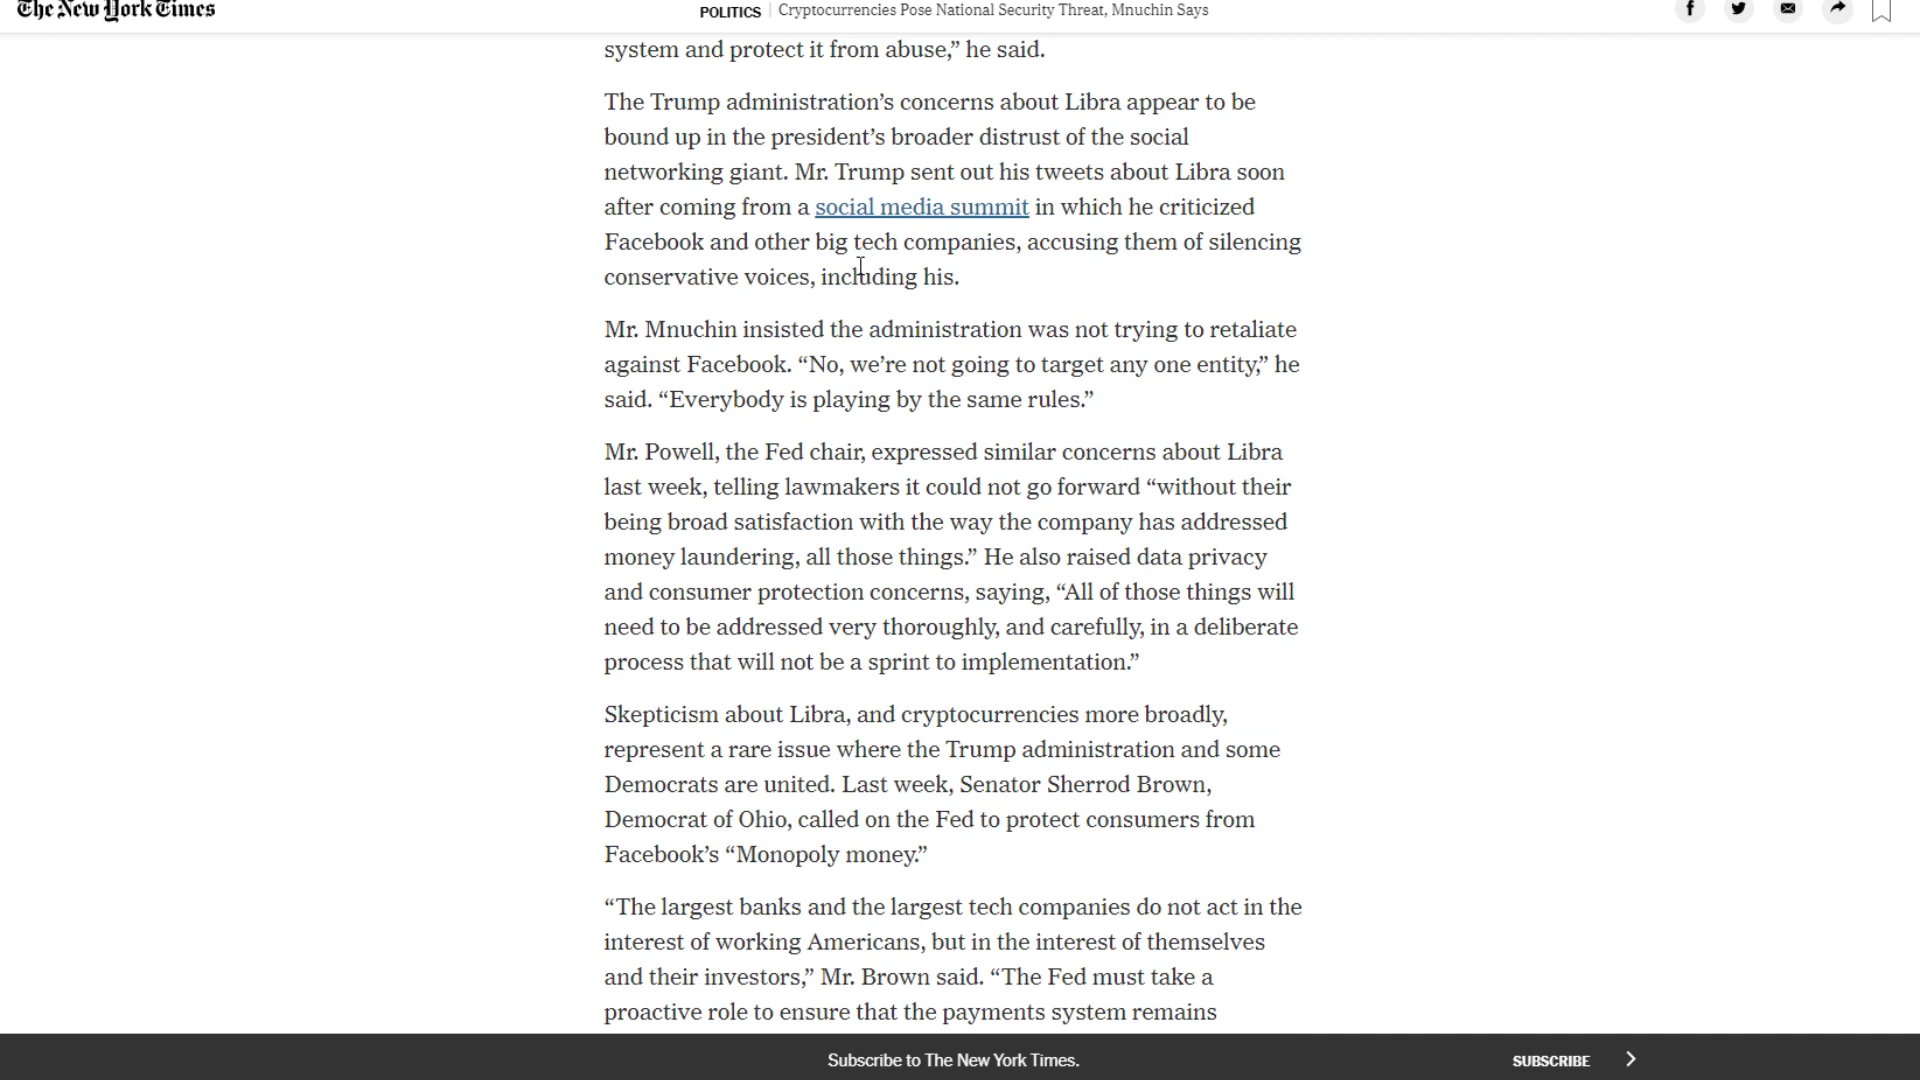 The New York Times
POLITICS | Cryptocurrencies Pose National Security Threat, Mnuchin Says
system and protect it from abuse,” he said.
The Trump administration’s concerns about Libra appear to be
bound up in the president’s broader distrust of the social
networking giant. Mr. Trump sent out his tweets about Libra soon
after coming from a social media summit in which he criticized
Facebook and other big tech companies, accusing them of silencing
conservative voices, including his.
Mr. Mnuchin insisted the administration was not trying to retaliate
against Facebook. “No, we’re not going to target any one entity,” he
said. “Everybody is playing by the same rules.”
Mr. Powell, the Fed chair, expressed similar concerns about Libra
last week, telling lawmakers it could not go forward “without their
being broad satisfaction with the way the company has addressed
money laundering, all those things.” He also raised data privacy
and consumer protection concerns, saying, “All of those things will
need to be addressed very thoroughly, and carefully, in a deliberate
process that will not be a sprint to implementation.”
Skepticism about Libra, and cryptocurrencies more broadly,
represent a rare issue where the Trump administration and some
Democrats are united. Last week, Senator Sherrod Brown,
Democrat of Ohio, called on the Fed to protect consumers from
Facebook’s “Monopoly money.”
“The largest banks and the largest tech companies do not act in the
interest of working Americans, but in the interest of themselves
and their investors,” Mr. Brown said. “The Fed must take a
proactive role to ensure that the payments system remains
Subscribe to The New York Times.
SUBSCRIBE